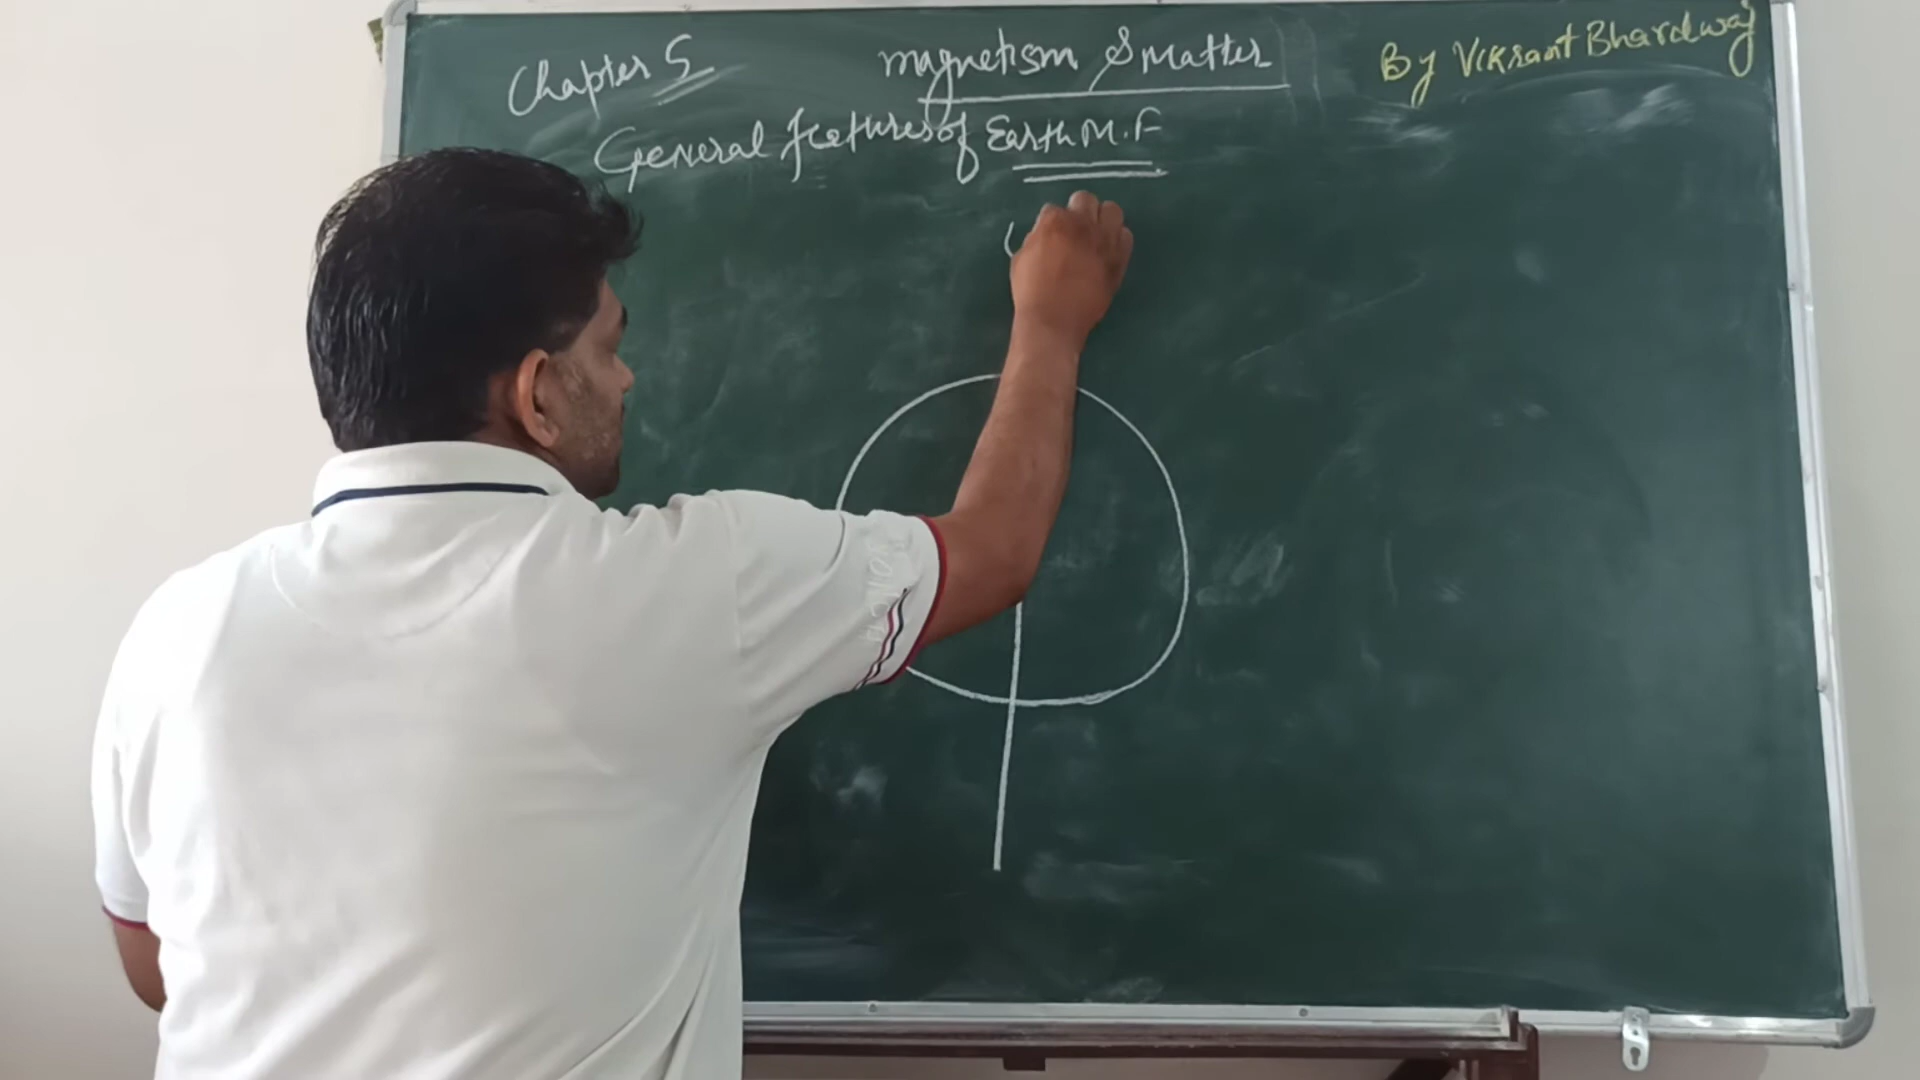 Chapter 5 Magnetism & Matter By Vikrant Bhardwaj
General features of Earth M.F